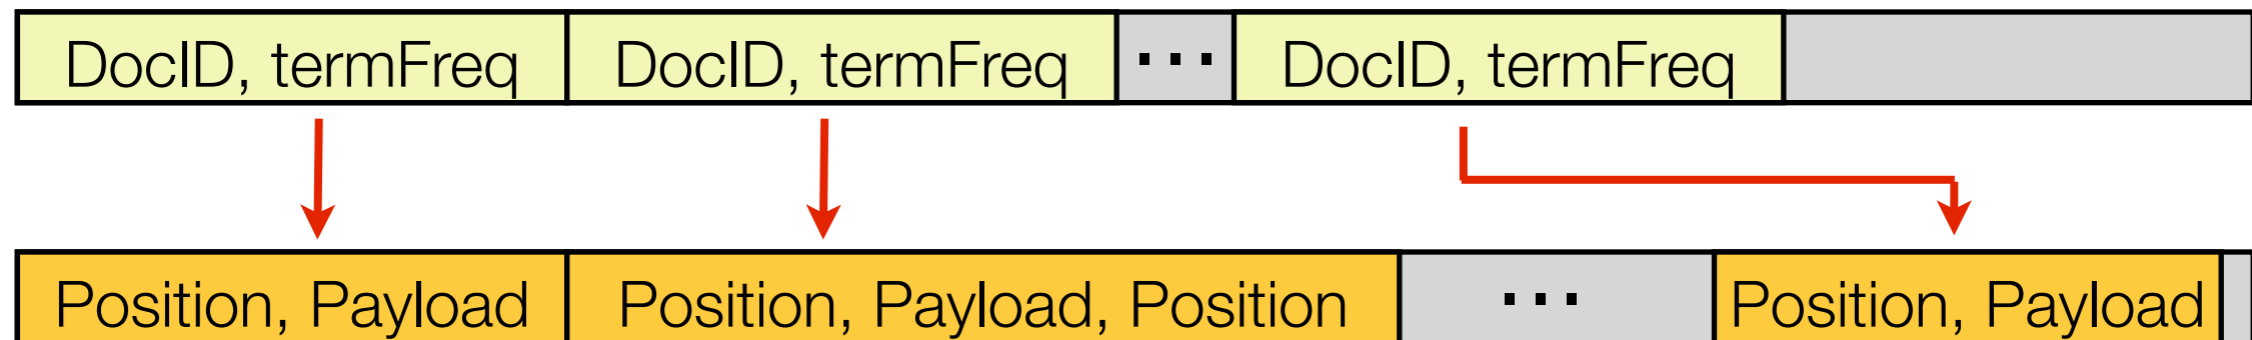 DocID, termFreq DocID, termFreq ... DocID, termFreq
Position, Payload Position, Payload, Position ... Position, Payload